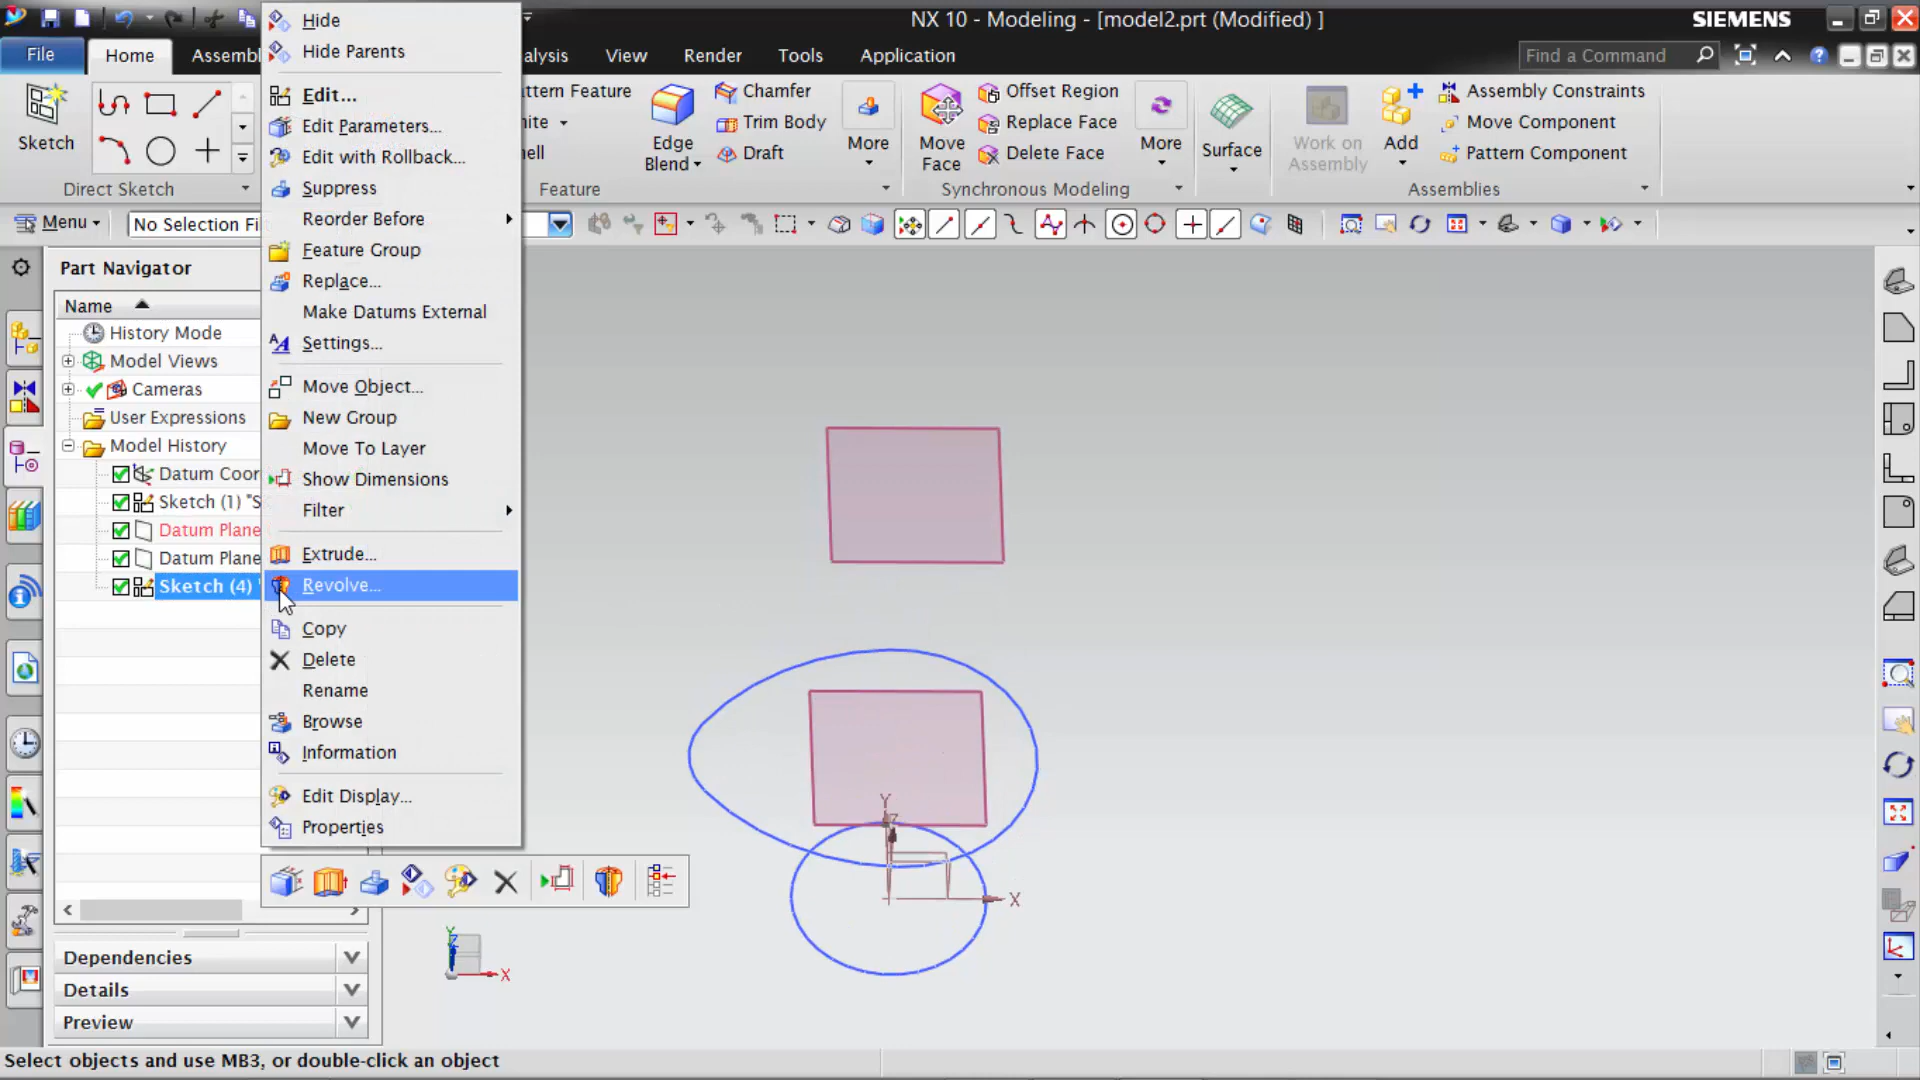 NX 10 - Modeling - [model2.prt (Modified) ]
SIEMENS
File
Home
Assembl
alysis
View
Render
Tools
Application
Find a Command
Sketch
Direct Sketch
ttern Feature
nite
ell
Feature
Edge
Blend
Chamfer
Trim Body
Draft
More
Move
Face
Offset Region
Replace Face
Delete Face
More
Synchronous Modeling
Surface
Work on
Assembly
Add
Assembly Constraints
Move Component
Pattern Component
Assemblies
Menu
No Selection Fil
Part Navigator
Name
History Mode
Model Views
Cameras
User Expressions
Model History
Datum Coor
Sketch (1) "S
Datum Plane
Datum Plane
Sketch (4) "
Dependencies
Details
Preview
Hide
Hide Parents
Edit...
Edit Parameters...
Edit with Rollback...
Suppress
Reorder Before
Feature Group
Replace...
Make Datums External
Settings...
Move Object...
New Group
Move To Layer
Show Dimensions
Filter
Extrude...
Revolve...
Copy
Delete
Rename
Browse
Information
Edit Display...
Properties
Y
Z
X
Y
Z
X
Select objects and use MB3, or double-click an object